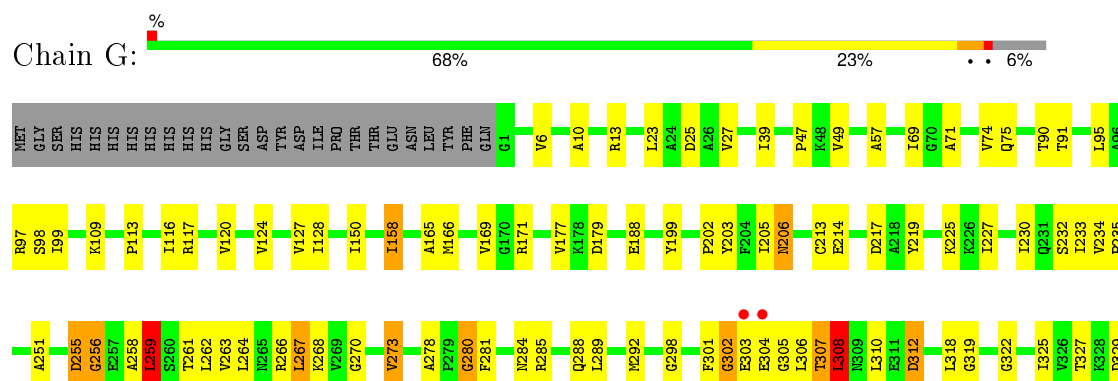 %
Chain G:
68% 23% • • 6%
MET GLY SER HIS HIS HIS HIS HIS HIS HIS HIS HIS HIS GLY SER ASP TYR ASP ILE PRO THR THR GLU ASN LEU TYR PHE GLN G1 V6 A10 R13 L23 A24 D25 A26 V27 I39 P47 K48 V49 A57 I69 G70 A71 V74 Q75 T90 T91 L95 A96
R97 S98 I99 K109 P113 I116 R117 V120 V124 V127 I128 I150 I158 A165 M166 V169 G170 R171 V177 K178 D179 E188 Y199 P202 Y203 F204 I205 N206 C213 E214 D217 A218 Y219 K225 K226 I227 I230 Q231 S232 I233 V234 P235
A251 D255 G256 E257 A258 L259 S260 T261 L262 V263 L264 N265 R266 L267 K268 V269 G270 V273 A278 P279 G280 F281 N284 R285 Q288 L289 M292 G298 F301 G302 E303 E304 G305 L306 T307 L308 N309 L310 E311 D312 L318 G319 G322 I325 V326 T327 K328